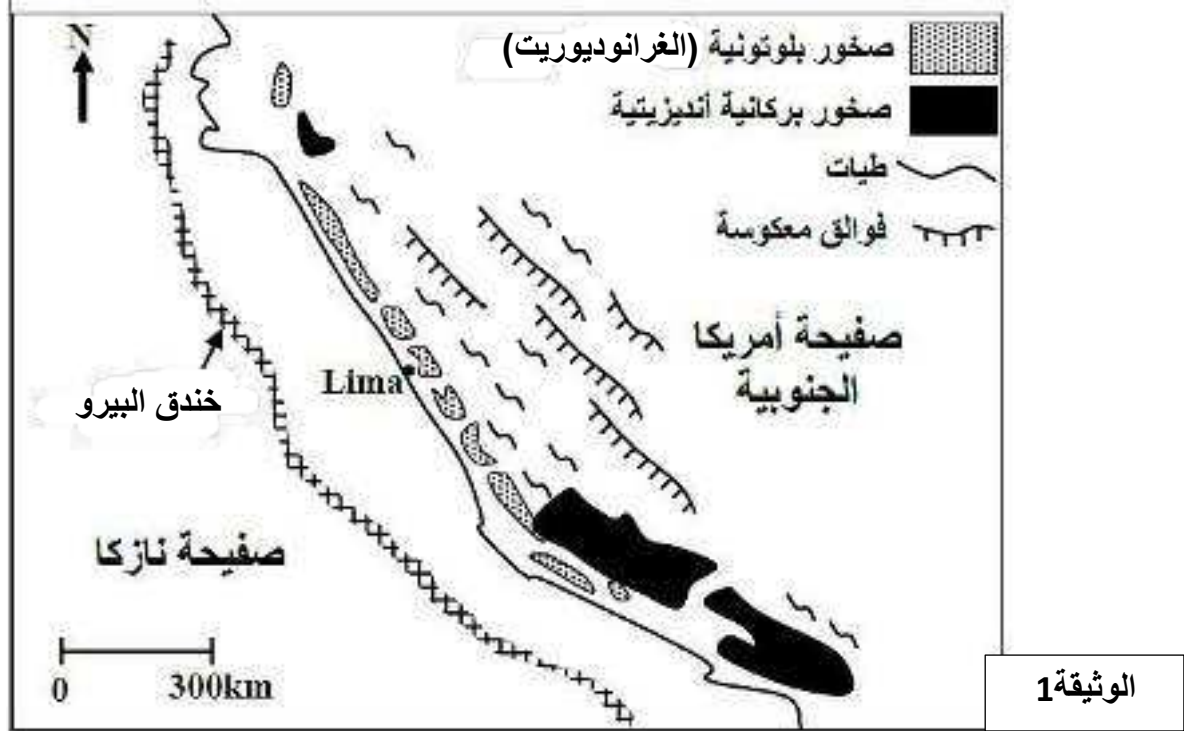 N
صخور بلوتونية (الغرانوديوريت)
صخور بركانية أنديزيتية
طيات
فوالق معكوسة
صفيحة أمريكا
الجنوبية
Lima
خندق البيرو
صفيحة نازكا
0 300km
الوثيقة1